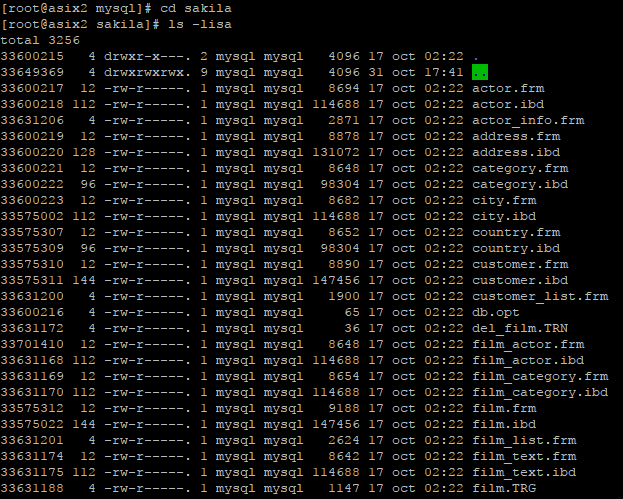 [root@asix2 mysql]# cd sakila
[root@asix2 sakila]# ls -lisa
total 3256
33600215   4 drwxr-x---. 2 mysql mysql   4096 17 oct 02:22 .
33649369   4 drwxrwxrwx. 9 mysql mysql   4096 31 oct 17:41 ..
33600217  12 -rw-r-----. 1 mysql mysql   8694 17 oct 02:22 actor.frm
33600218 112 -rw-r-----. 1 mysql mysql 114688 17 oct 02:22 actor.ibd
33631206   4 -rw-r-----. 1 mysql mysql   2871 17 oct 02:22 actor_info.frm
33600219  12 -rw-r-----. 1 mysql mysql   8878 17 oct 02:22 address.frm
33600220 128 -rw-r-----. 1 mysql mysql 131072 17 oct 02:22 address.ibd
33600221  12 -rw-r-----. 1 mysql mysql   8648 17 oct 02:22 category.frm
33600222  96 -rw-r-----. 1 mysql mysql  98304 17 oct 02:22 category.ibd
33600223  12 -rw-r-----. 1 mysql mysql   8682 17 oct 02:22 city.frm
33575002 112 -rw-r-----. 1 mysql mysql 114688 17 oct 02:22 city.ibd
33575307  12 -rw-r-----. 1 mysql mysql   8652 17 oct 02:22 country.frm
33575309  96 -rw-r-----. 1 mysql mysql  98304 17 oct 02:22 country.ibd
33575310  12 -rw-r-----. 1 mysql mysql   8890 17 oct 02:22 customer.frm
33575311 144 -rw-r-----. 1 mysql mysql 147456 17 oct 02:22 customer.ibd
33631200   4 -rw-r-----. 1 mysql mysql   1900 17 oct 02:22 customer_list.frm
33600216   4 -rw-r-----. 1 mysql mysql     65 17 oct 02:22 db.opt
33631172   4 -rw-r-----. 1 mysql mysql     36 17 oct 02:22 del_film.TRN
33701410  12 -rw-r-----. 1 mysql mysql   8648 17 oct 02:22 film_actor.frm
33631168 112 -rw-r-----. 1 mysql mysql 114688 17 oct 02:22 film_actor.ibd
33631169  12 -rw-r-----. 1 mysql mysql   8654 17 oct 02:22 film_category.frm
33631170 112 -rw-r-----. 1 mysql mysql 114688 17 oct 02:22 film_category.ibd
33575312  12 -rw-r-----. 1 mysql mysql   9188 17 oct 02:22 film.frm
33575022 144 -rw-r-----. 1 mysql mysql 147456 17 oct 02:22 film.ibd
33631201   4 -rw-r-----. 1 mysql mysql   2624 17 oct 02:22 film_list.frm
33631174  12 -rw-r-----. 1 mysql mysql   8642 17 oct 02:22 film_text.frm
33631175 112 -rw-r-----. 1 mysql mysql 114688 17 oct 02:22 film_text.ibd
33631188   4 -rw-r-----. 1 mysql mysql   1147 17 oct 02:22 film.TRG